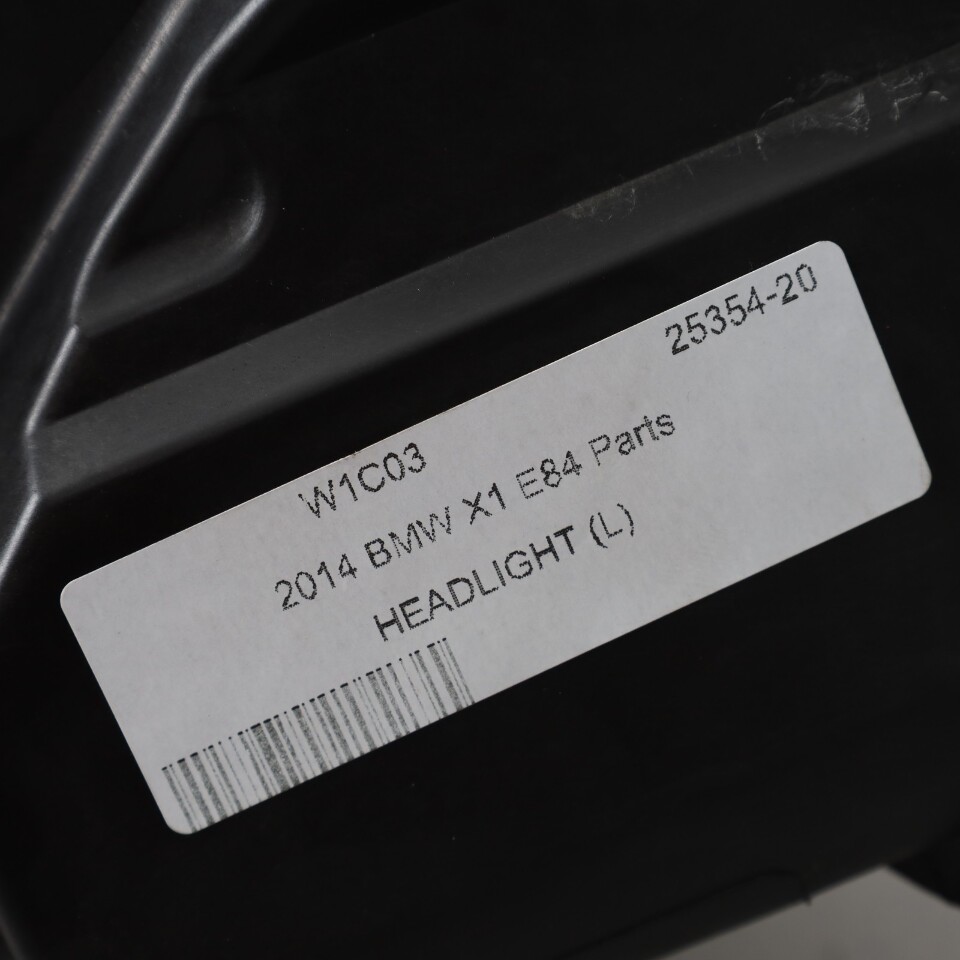 25354-20
W1C03
2014 BMW X1 E84 Parts
HEADLIGHT (L)